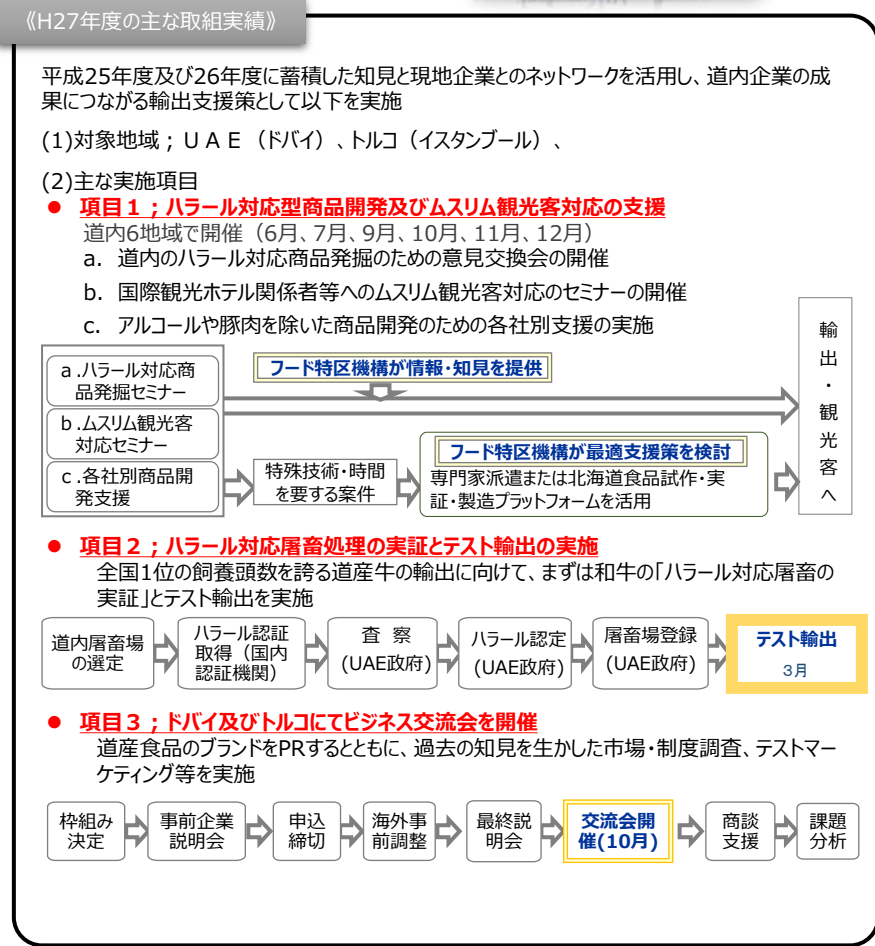 《H27年度の主な取組実績》
平成25年度及び26年度に蓄積した知見と現地企業とのネットワークを活用し、道内企業の成
果につながる輸出支援策として以下を実施
(1)対象地域；ＵＡＥ（ドバイ）、トルコ（イスタンブール）、
(2)主な実施項目
● 項目１；ハラール対応型商品開発及びムスリム観光客対応の支援
道内6地域で開催（6月、7月、9月、10月、11月、12月）
a. 道内のハラール対応商品発掘のための意見交換会の開催
b. 国際観光ホテル関係者等へのムスリム観光客対応のセミナーの開催
c. アルコールや豚肉を除いた商品開発のための各社別支援の実施
a.ハラール対応商
品発掘セミナー
b.ムスリム観光客
対応セミナー
c.各社別商品開
発支援
フード特区機構が情報・知見を提供
特殊技術・時間
を要する案件
フード特区機構が最適支援策を検討
専門家派遣または北海道食品試作・実
証・製造プラットフォームを活用
輸
出
・
観
光
客
へ
● 項目２；ハラール対応屠畜処理の実証とテスト輸出の実施
全国1位の飼養頭数を誇る道産牛の輸出に向けて、まずは和牛の「ハラール対応屠畜の
実証」とテスト輸出を実施
道内屠畜場
の選定
ハラール認証
取得（国内
認証機関）
査 察
(UAE政府)
ハラール認定
(UAE政府)
屠畜場登録
(UAE政府)
テスト輸出
3月
● 項目３；ドバイ及びトルコにてビジネス交流会を開催
道産食品のブランドをPRするとともに、過去の知見を生かした市場・制度調査、テストマー
ケティング等を実施
枠組み
決定
事前企業
説明会
申込
締切
海外事
前調整
最終説
明会
交流会開
催(10月)
商談
支援
課題
分析